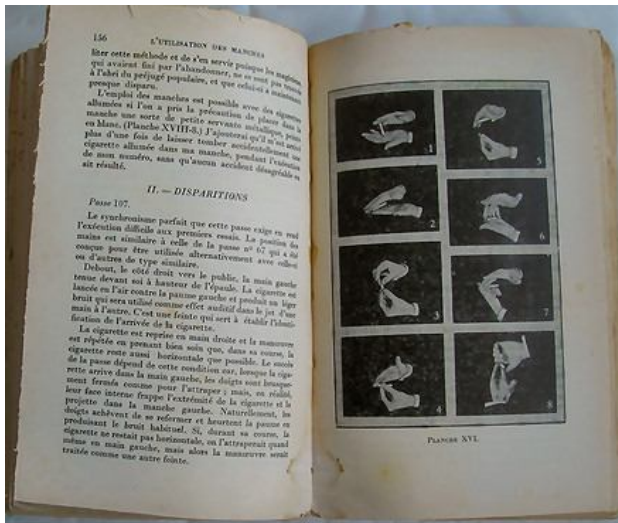 156
L'UTILISATION DES MANCHES
liter cette méthode et de s'en servir puisque les magiciens
qui avaient fini par l'abandonner, ne se sont pas trouvés
à l'abri du préjugé populaire, et que celui-ci a maintenant
presque disparu.
L'emploi des manches est possible avec des cigarettes
allumées si l'on a pris la précaution de placer dans la
manche une sorte de petite servante métallique, peinte
en blanc. (Planche XVIII-8.) J'ajouterai qu'il m'est arrivé
plus d'une fois de laisser tomber accidentellement une
cigarette allumée dans ma manche, pendant l'exécution
de mon numéro, sans qu'aucun accident désagréable en
ait résulté.
II. — DISPARITIONS
Passe 107.
Le synchronisme parfait que cette passe exige en rend
l'exécution difficile aux premiers essais. La position des
mains est similaire à celle de la passe n° 67 qui a été
conçue pour être utilisée alternativement avec celle-ci
ou d'autres de type similaire.
Debout, le côté droit vers le public, la main gauche
tenue devant soi à hauteur de l'épaule. La cigarette est
lancée en l'air contre la paume gauche et produit un léger
bruit qui sera utilisé comme effet auditif dans le jet d'une
main à l'autre. C'est une feinte qui sert à établir l'identi-
fication de l'arrivée de la cigarette.
La cigarette est reprise en main droite et la manœuvre
est répétée en prenant bien soin que, dans sa course, la
cigarette reste aussi horizontale que possible. Le succès
de la passe dépend de cette condition car, lorsque la ciga-
rette arrive dans la main gauche, les doigts sont brusque-
ment fermés comme pour l'attraper ; mais, en réalité,
leur face interne frappe l'extrémité de la cigarette et la
projette dans la manche gauche. Naturellement, les
doigts achèvent de se refermer et heurtent la paume en
produisant le bruit habituel. Si, durant sa course, la
cigarette ne restait pas horizontale, on l'attraperait quand
même en main gauche, mais alors la manœuvre serait
traitée comme une autre feinte.
1
5
2
6
3
7
4
8
PLANCHE XVI.